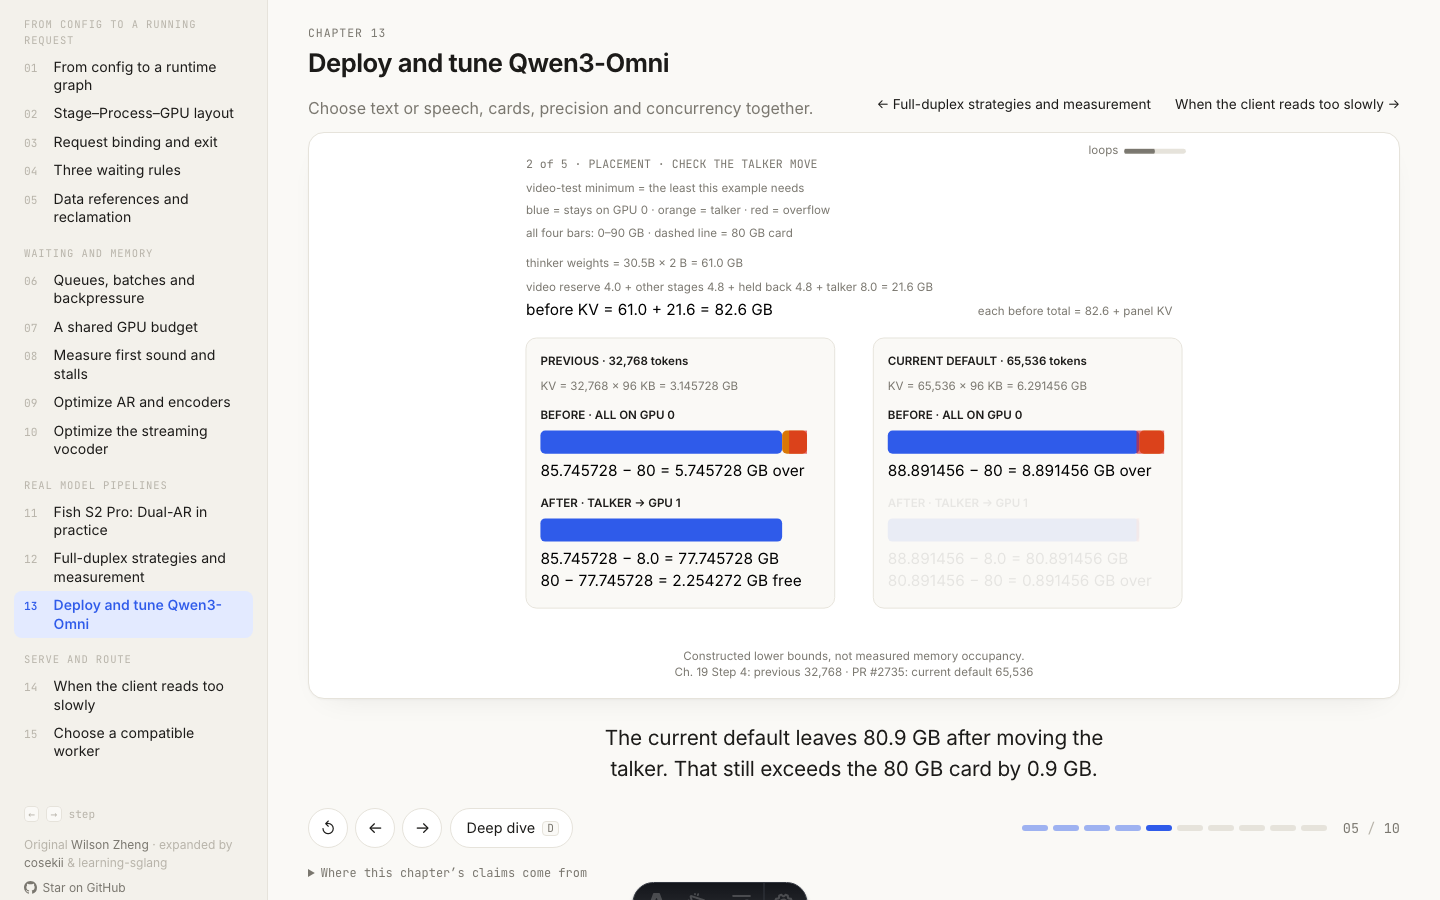 FROM CONFIG TO A RUNNING
REQUEST
01 From config to a runtime
graph
02 Stage–Process–GPU layout
03 Request binding and exit
04 Three waiting rules
05 Data references and
reclamation
WAITING AND MEMORY
06 Queues, batches and
backpressure
07 A shared GPU budget
08 Measure first sound and
stalls
09 Optimize AR and encoders
10 Optimize the streaming
vocoder
REAL MODEL PIPELINES
11 Fish S2 Pro: Dual-AR in
practice
12 Full-duplex strategies and
measurement
13 Deploy and tune Qwen3-
Omni
SERVE AND ROUTE
14 When the client reads too
slowly
15 Choose a compatible
worker
← → step
Original Wilson Zheng · expanded by
cosekii & learning-sglang
Star on GitHub
CHAPTER 13
Deploy and tune Qwen3-Omni
Choose text or speech, cards, precision and concurrency together.
← Full-duplex strategies and measurement
When the client reads too slowly →
loops
2 of 5 · PLACEMENT · CHECK THE TALKER MOVE
video-test minimum = the least this example needs
blue = stays on GPU 0 · orange = talker · red = overflow
all four bars: 0–90 GB · dashed line = 80 GB card
thinker weights = 30.5B × 2 B = 61.0 GB
video reserve 4.0 + other stages 4.8 + held back 4.8 + talker 8.0 = 21.6 GB
before KV = 61.0 + 21.6 = 82.6 GB
each before total = 82.6 + panel KV
PREVIOUS · 32,768 tokens
KV = 32,768 × 96 KB = 3.145728 GB
BEFORE · ALL ON GPU 0
85.745728 − 80 = 5.745728 GB over
AFTER · TALKER → GPU 1
85.745728 − 8.0 = 77.745728 GB
80 − 77.745728 = 2.254272 GB free
CURRENT DEFAULT · 65,536 tokens
KV = 65,536 × 96 KB = 6.291456 GB
BEFORE · ALL ON GPU 0
88.891456 − 80 = 8.891456 GB over
AFTER · TALKER → GPU 1
88.891456 − 8.0 = 80.891456 GB
80.891456 − 80 = 0.891456 GB over
Constructed lower bounds, not measured memory occupancy.
Ch. 19 Step 4: previous 32,768 · PR #2735: current default 65,536
The current default leaves 80.9 GB after moving the
talker. That still exceeds the 80 GB card by 0.9 GB.
Deep dive D
05 / 10
Where this chapter's claims come from